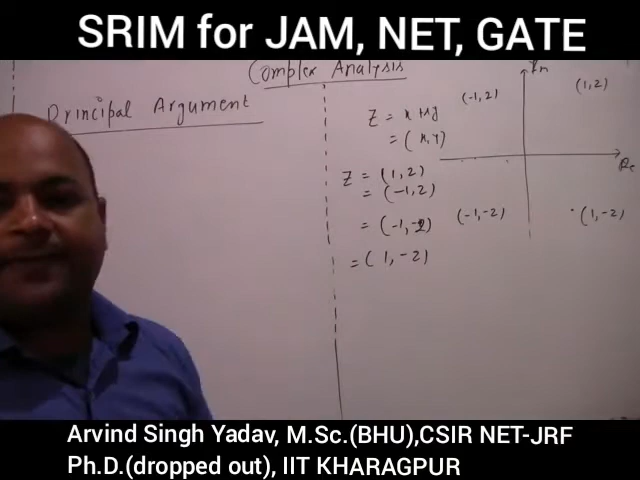 SRIM for JAM, NET, GATE
Complex Analysis
Principal Argument
Z = x + iy
= (x, y)
Z = (1, 2)
= (-1, 2)
= (-1, -2)
= (1, -2)
Im
(-1, 2)
(1, 2)
Re
(-1, -2)
(1, -2)
Arvind Singh Yadav, M.Sc.(BHU),CSIR NET-JRF
Ph.D.(dropped out), IIT KHARAGPUR